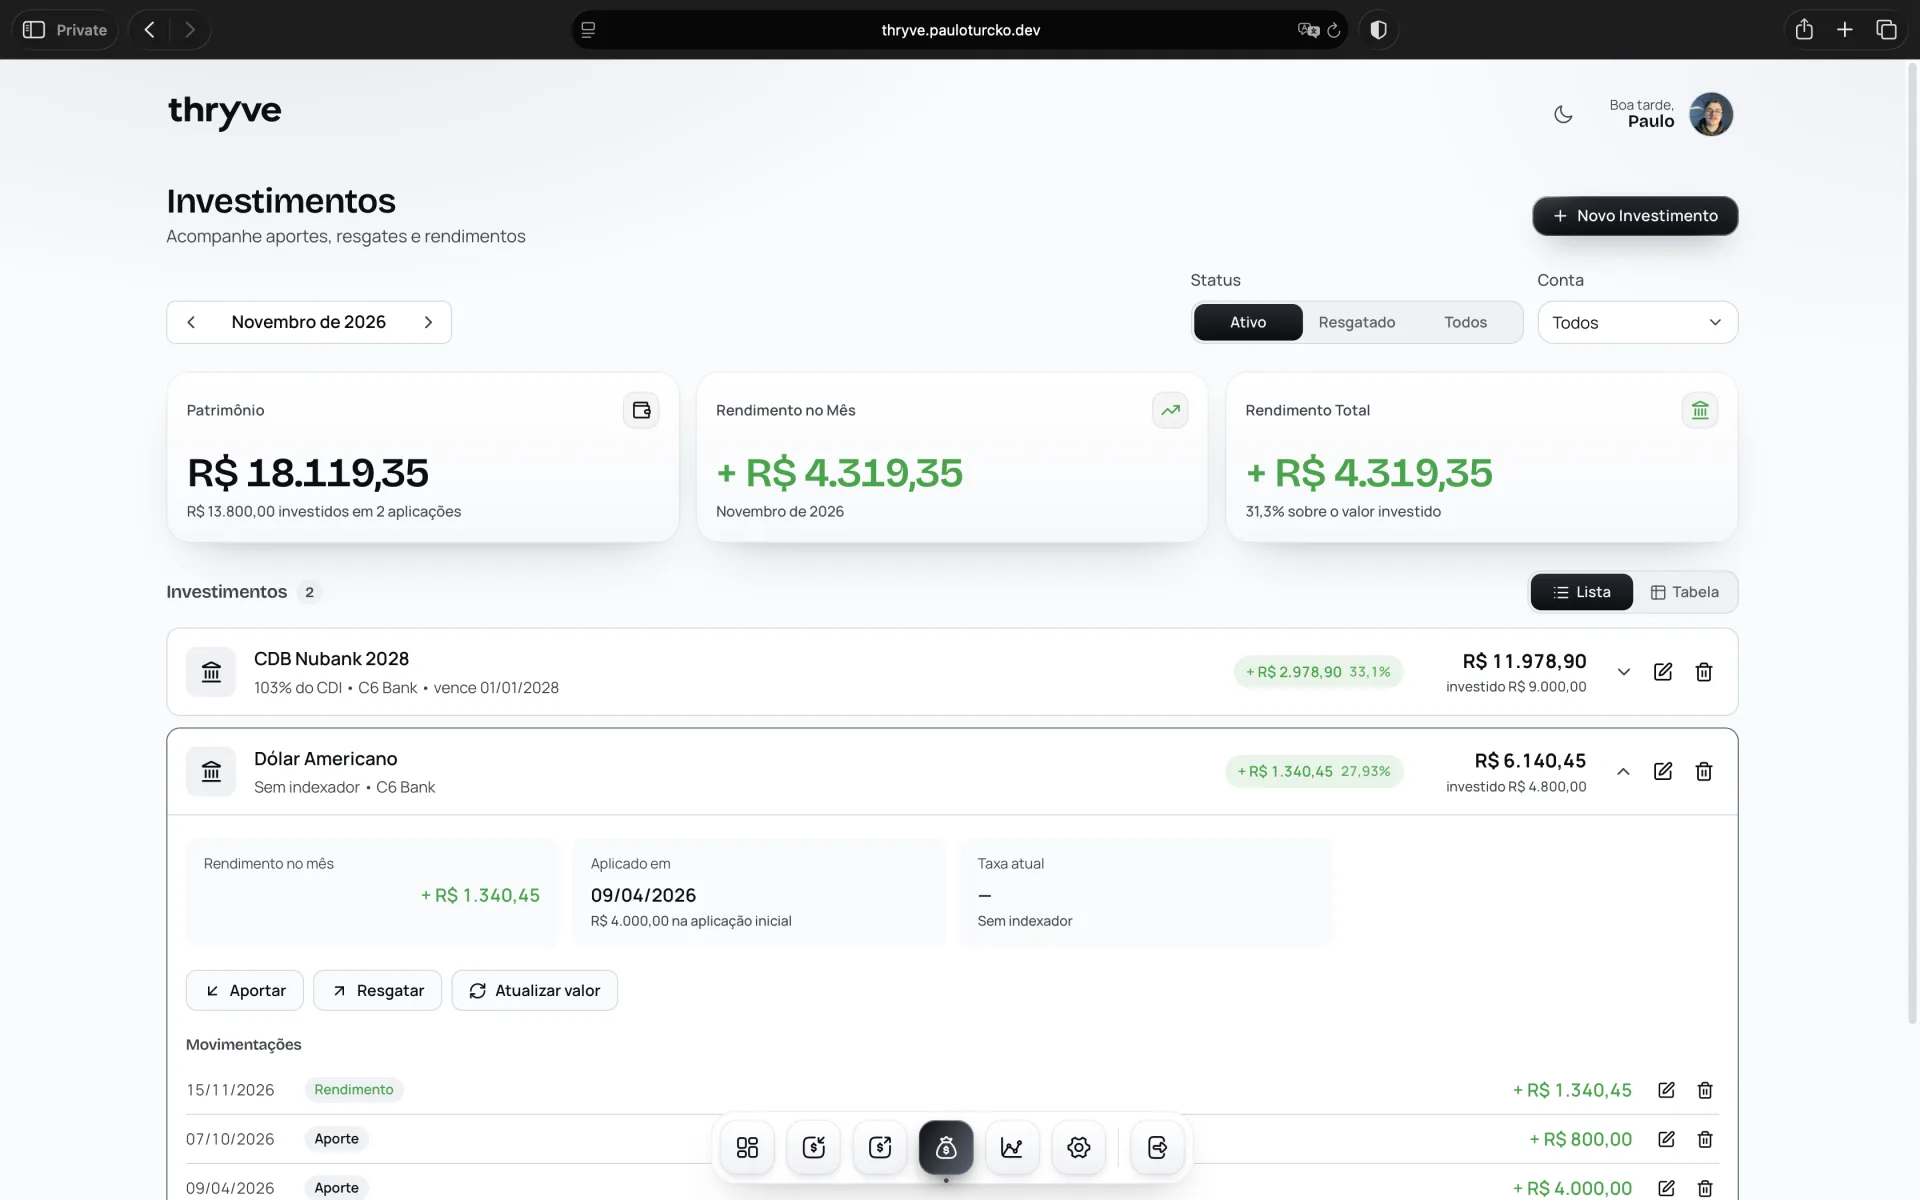 Private
thryve.pauloturcko.dev
thryve
Boa tarde,
Paulo
Investimentos
Acompanhe aportes, resgates e rendimentos
+ Novo Investimento
Status
Conta
Novembro de 2026
Ativo
Resgatado
Todos
Todos
Patrimônio
R$ 18.119,35
R$ 13.800,00 investidos em 2 aplicações
Rendimento no Mês
+ R$ 4.319,35
Novembro de 2026
Rendimento Total
+ R$ 4.319,35
31,3% sobre o valor investido
Investimentos 2
Lista
Tabela
CDB Nubank 2028
103% do CDI • C6 Bank • vence 01/01/2028
+ R$ 2.978,90 33,1%
R$ 11.978,90
investido R$ 9.000,00
Dólar Americano
Sem indexador • C6 Bank
+ R$ 1.340,45 27,93%
R$ 6.140,45
investido R$ 4.800,00
Rendimento no mês
+ R$ 1.340,45
Aplicado em
09/04/2026
R$ 4.000,00 na aplicação inicial
Taxa atual
—
Sem indexador
Aportar
Resgatar
Atualizar valor
Movimentações
15/11/2026 Rendimento + R$ 1.340,45
07/10/2026 Aporte + R$ 800,00
09/04/2026 Aporte + R$ 4.000,00